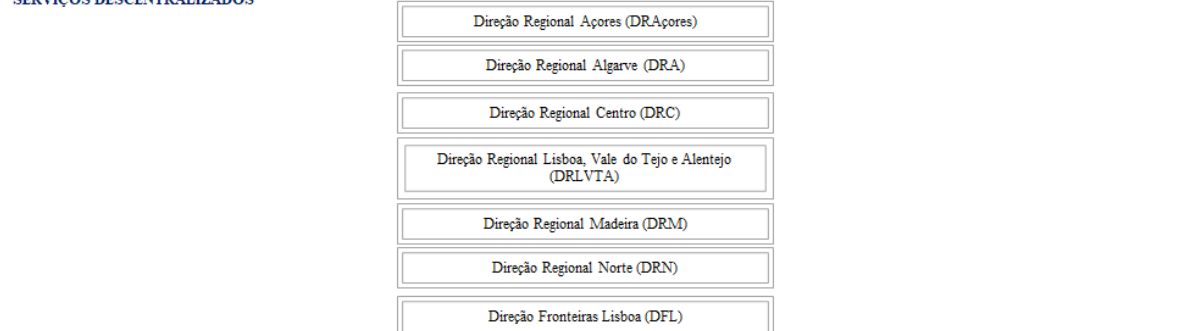 SERVIÇOS DESCENTRALIZADOS
Direção Regional Açores (DRAçores)
Direção Regional Algarve (DRA)
Direção Regional Centro (DRC)
Direção Regional Lisboa, Vale do Tejo e Alentejo
(DRLVTA)
Direção Regional Madeira (DRM)
Direção Regional Norte (DRN)
Direção Fronteiras Lisboa (DFL)